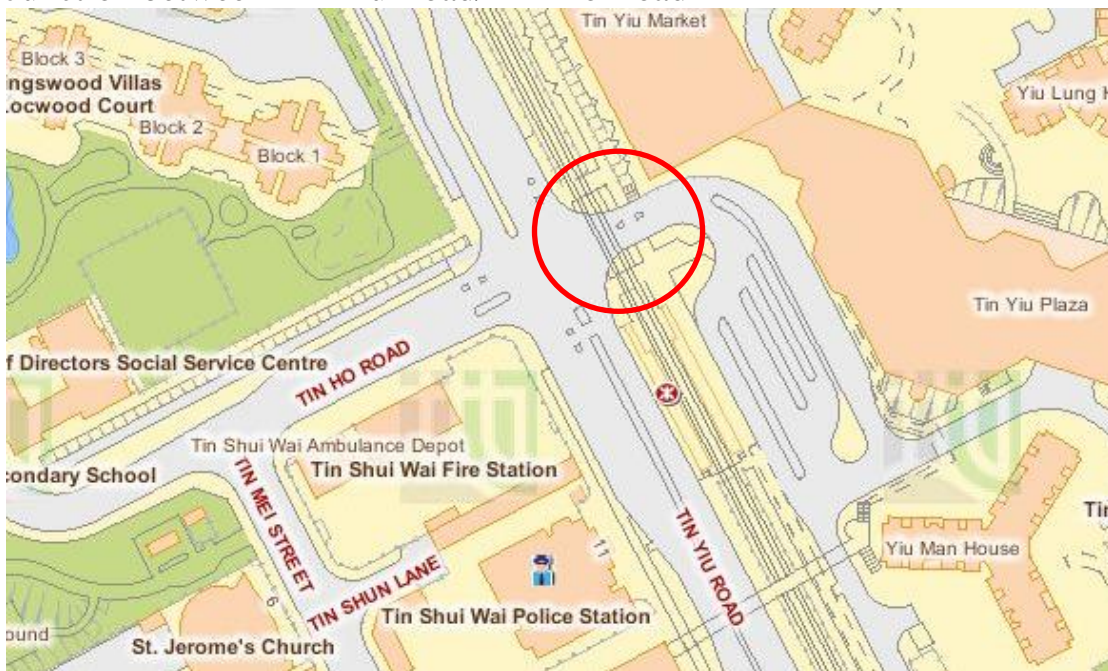 Tin Yiu Market
Block 3
ngswood Villas
Locwood Court
Block 2
Block 1
Yiu Lung H
Tin Yiu Plaza
f Directors Social Service Centre
TIN HO ROAD
Tin Shui Wai Ambulance Depot
condary School
Tin Shui Wai Fire Station
TIN MEI STREET
TIN YIU ROAD
Tin
Yiu Man House
11
TIN SHUN LANE
6
Tin Shui Wai Police Station
ound
St. Jerome's Church